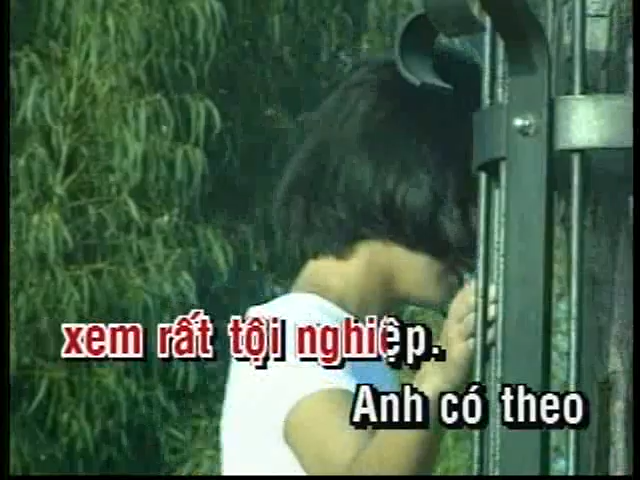 xem rất tội nghiệp.
Anh có theo